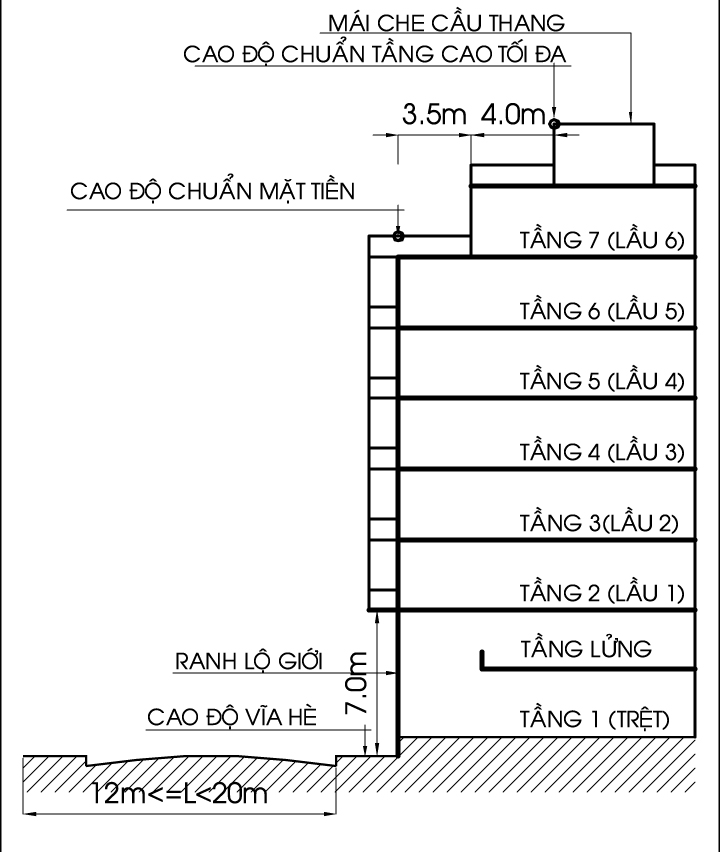 MÁI CHE CẦU THANG
CAO ĐỘ CHUẨN TẦNG CAO TỐI ĐA
3.5m 4.0m
CAO ĐỘ CHUẨN MẶT TIỀN
TẦNG 7 (LẦU 6)
TẦNG 6 (LẦU 5)
TẦNG 5 (LẦU 4)
TẦNG 4 (LẦU 3)
TẦNG 3(LẦU 2)
TẦNG 2 (LẦU 1)
TẦNG LỬNG
RANH LỘ GIỚI
7.0m
CAO ĐỘ VĨA HÈ
TẦNG 1 (TRỆT)
12m<=L<20m